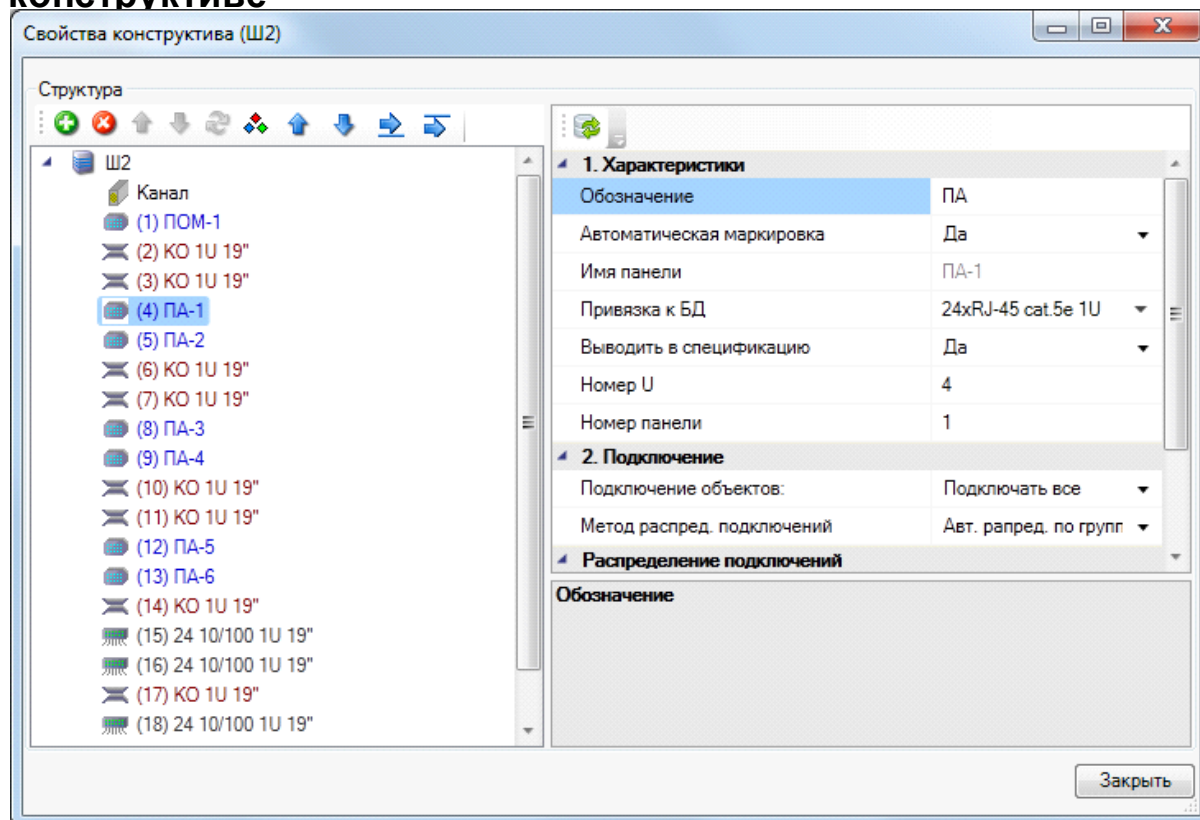 конструктиве
Свойства конструктива (Ш2)
Структура
Ш2
Канал
(1) ПОМ-1
(2) КО 1U 19"
(3) КО 1U 19"
(4) ПА-1
(5) ПА-2
(6) КО 1U 19"
(7) КО 1U 19"
(8) ПА-3
(9) ПА-4
(10) КО 1U 19"
(11) КО 1U 19"
(12) ПА-5
(13) ПА-6
(14) КО 1U 19"
(15) 24 10/100 1U 19"
(16) 24 10/100 1U 19"
(17) КО 1U 19"
(18) 24 10/100 1U 19"
1. Характеристики
Обозначение ПА
Автоматическая маркировка Да
Имя панели ПА-1
Привязка к БД 24xRJ-45 cat.5e 1U
Выводить в спецификацию Да
Номер U 4
Номер панели 1
2. Подключение
Подключение объектов: Подключать все
Метод распред. подключений Авт. рапред. по групп
Распределение подключений
Обозначение
Закрыть